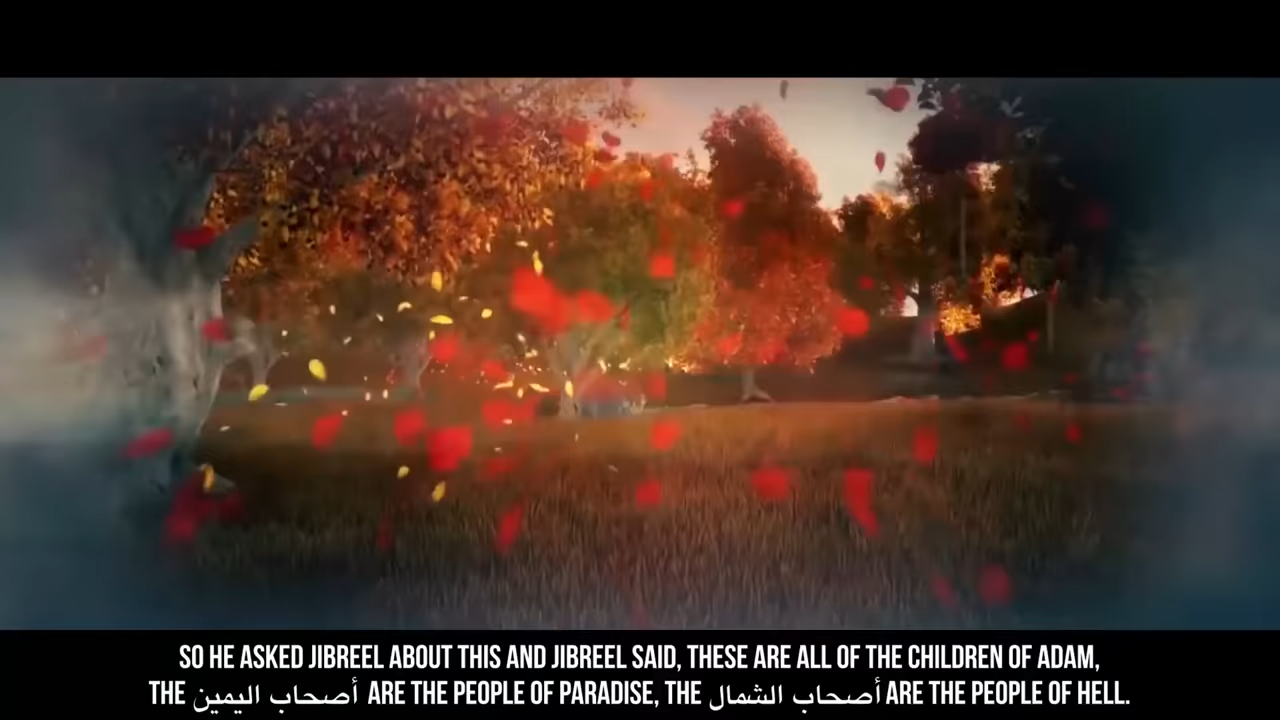 SO HE ASKED JIBREEL ABOUT THIS AND JIBREEL SAID, THESE ARE ALL OF THE CHILDREN OF ADAM,
THE أصحاب اليمين ARE THE PEOPLE OF PARADISE, THE أصحاب الشمال ARE THE PEOPLE OF HELL.